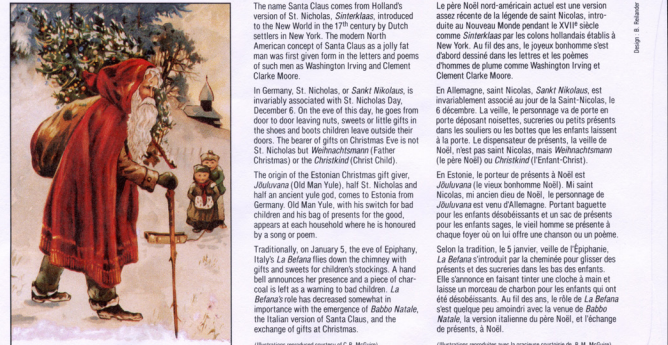 The name Santa Claus comes from Holland's
version of St. Nicholas, Sinterklaas, introduced
to the New World in the 17th century by Dutch
settlers in New York. The modern North
American concept of Santa Claus as a jolly fat
man was first given form in the letters and poems
of such men as Washington Irving and Clement
Clarke Moore.
In Germany, St. Nicholas, or Sankt Nikolaus, is
invariably associated with St. Nicholas Day,
December 6. On the eve of this day, he goes from
door to door leaving nuts, sweets or little gifts in
the shoes and boots children leave outside their
doors. The bearer of gifts on Christmas Eve is not
St. Nicholas but Weihnachtsmann (Father
Christmas) or the Christkind (Christ Child).
The origin of the Estonian Christmas gift giver,
Jõuluvana (Old Man Yule), half St. Nicholas and
half an ancient yule god, comes to Estonia from
Germany. Old Man Yule, with his switch for bad
children and his bag of presents for the good,
appears at each household where he is honoured
by a song or poem.
Traditionally, on January 5, the eve of Epiphany,
Italy's La Befana flies down the chimney with
gifts and sweets for children's stockings. A hand
bell announces her presence and a piece of char-
coal is left as a warning to bad children. La
Befana's role has decreased somewhat in
importance with the emergence of Babbo Natale,
the Italian version of Santa Claus, and the
exchange of gifts at Christmas.
(Illustrations reproduced courtesy of C.B. McGuire)
Le père Noël nord-américain actuel est une version
assez récente de la légende de saint Nicolas, intro-
duite au Nouveau Monde pendant le XVIIe siècle
comme Sinterklaas par les colons hollandais établis à
New York. Au fil des ans, le joyeux bonhomme s'est
d'abord dessiné dans les lettres et les poèmes
d'hommes de plume comme Washington Irving et
Clement Clarke Moore.
En Allemagne, saint Nicolas, Sankt Nikolaus, est
invariablement associé au jour de la Saint-Nicolas, le
6 décembre. La veille, le personnage va de porte en
porte déposant noisettes, sucreries ou petits présents
dans les souliers ou les bottes que les enfants laissent
à la porte. Le dispensateur de présents, la veille de
Noël, n'est pas saint Nicolas, mais Weihnachtsmann
(le père Noël) ou Christkind (l'Enfant-Christ).
En Estonie, le porteur de présents à Noël est
Jõuluvana (le vieux bonhomme Noël). Mi saint
Nicolas, mi ancien dieu de Noël, le personnage de
Jõuluvana est venu d'Allemagne. Portant baguette
pour les enfants désobéissants et un sac de présents
pour les enfants sages, le vieil homme se présente à
chaque foyer où on lui offre une chanson ou un poème.
Selon la tradition, le 5 janvier, veille de l'Épiphanie,
La Befana s'introduit par la cheminée pour glisser des
présents et des sucreries dans les bas des enfants.
Elle s'annonce en faisant tinter une cloche à main et
laisse un morceau de charbon pour les enfants qui ont
été désobéissants. Au fil des ans, le rôle de La Befana
s'est quelque peu amoindri avec la venue de Babbo
Natale, la version italienne du père Noël, et l'échange
de présents, à Noël.
Design : B.